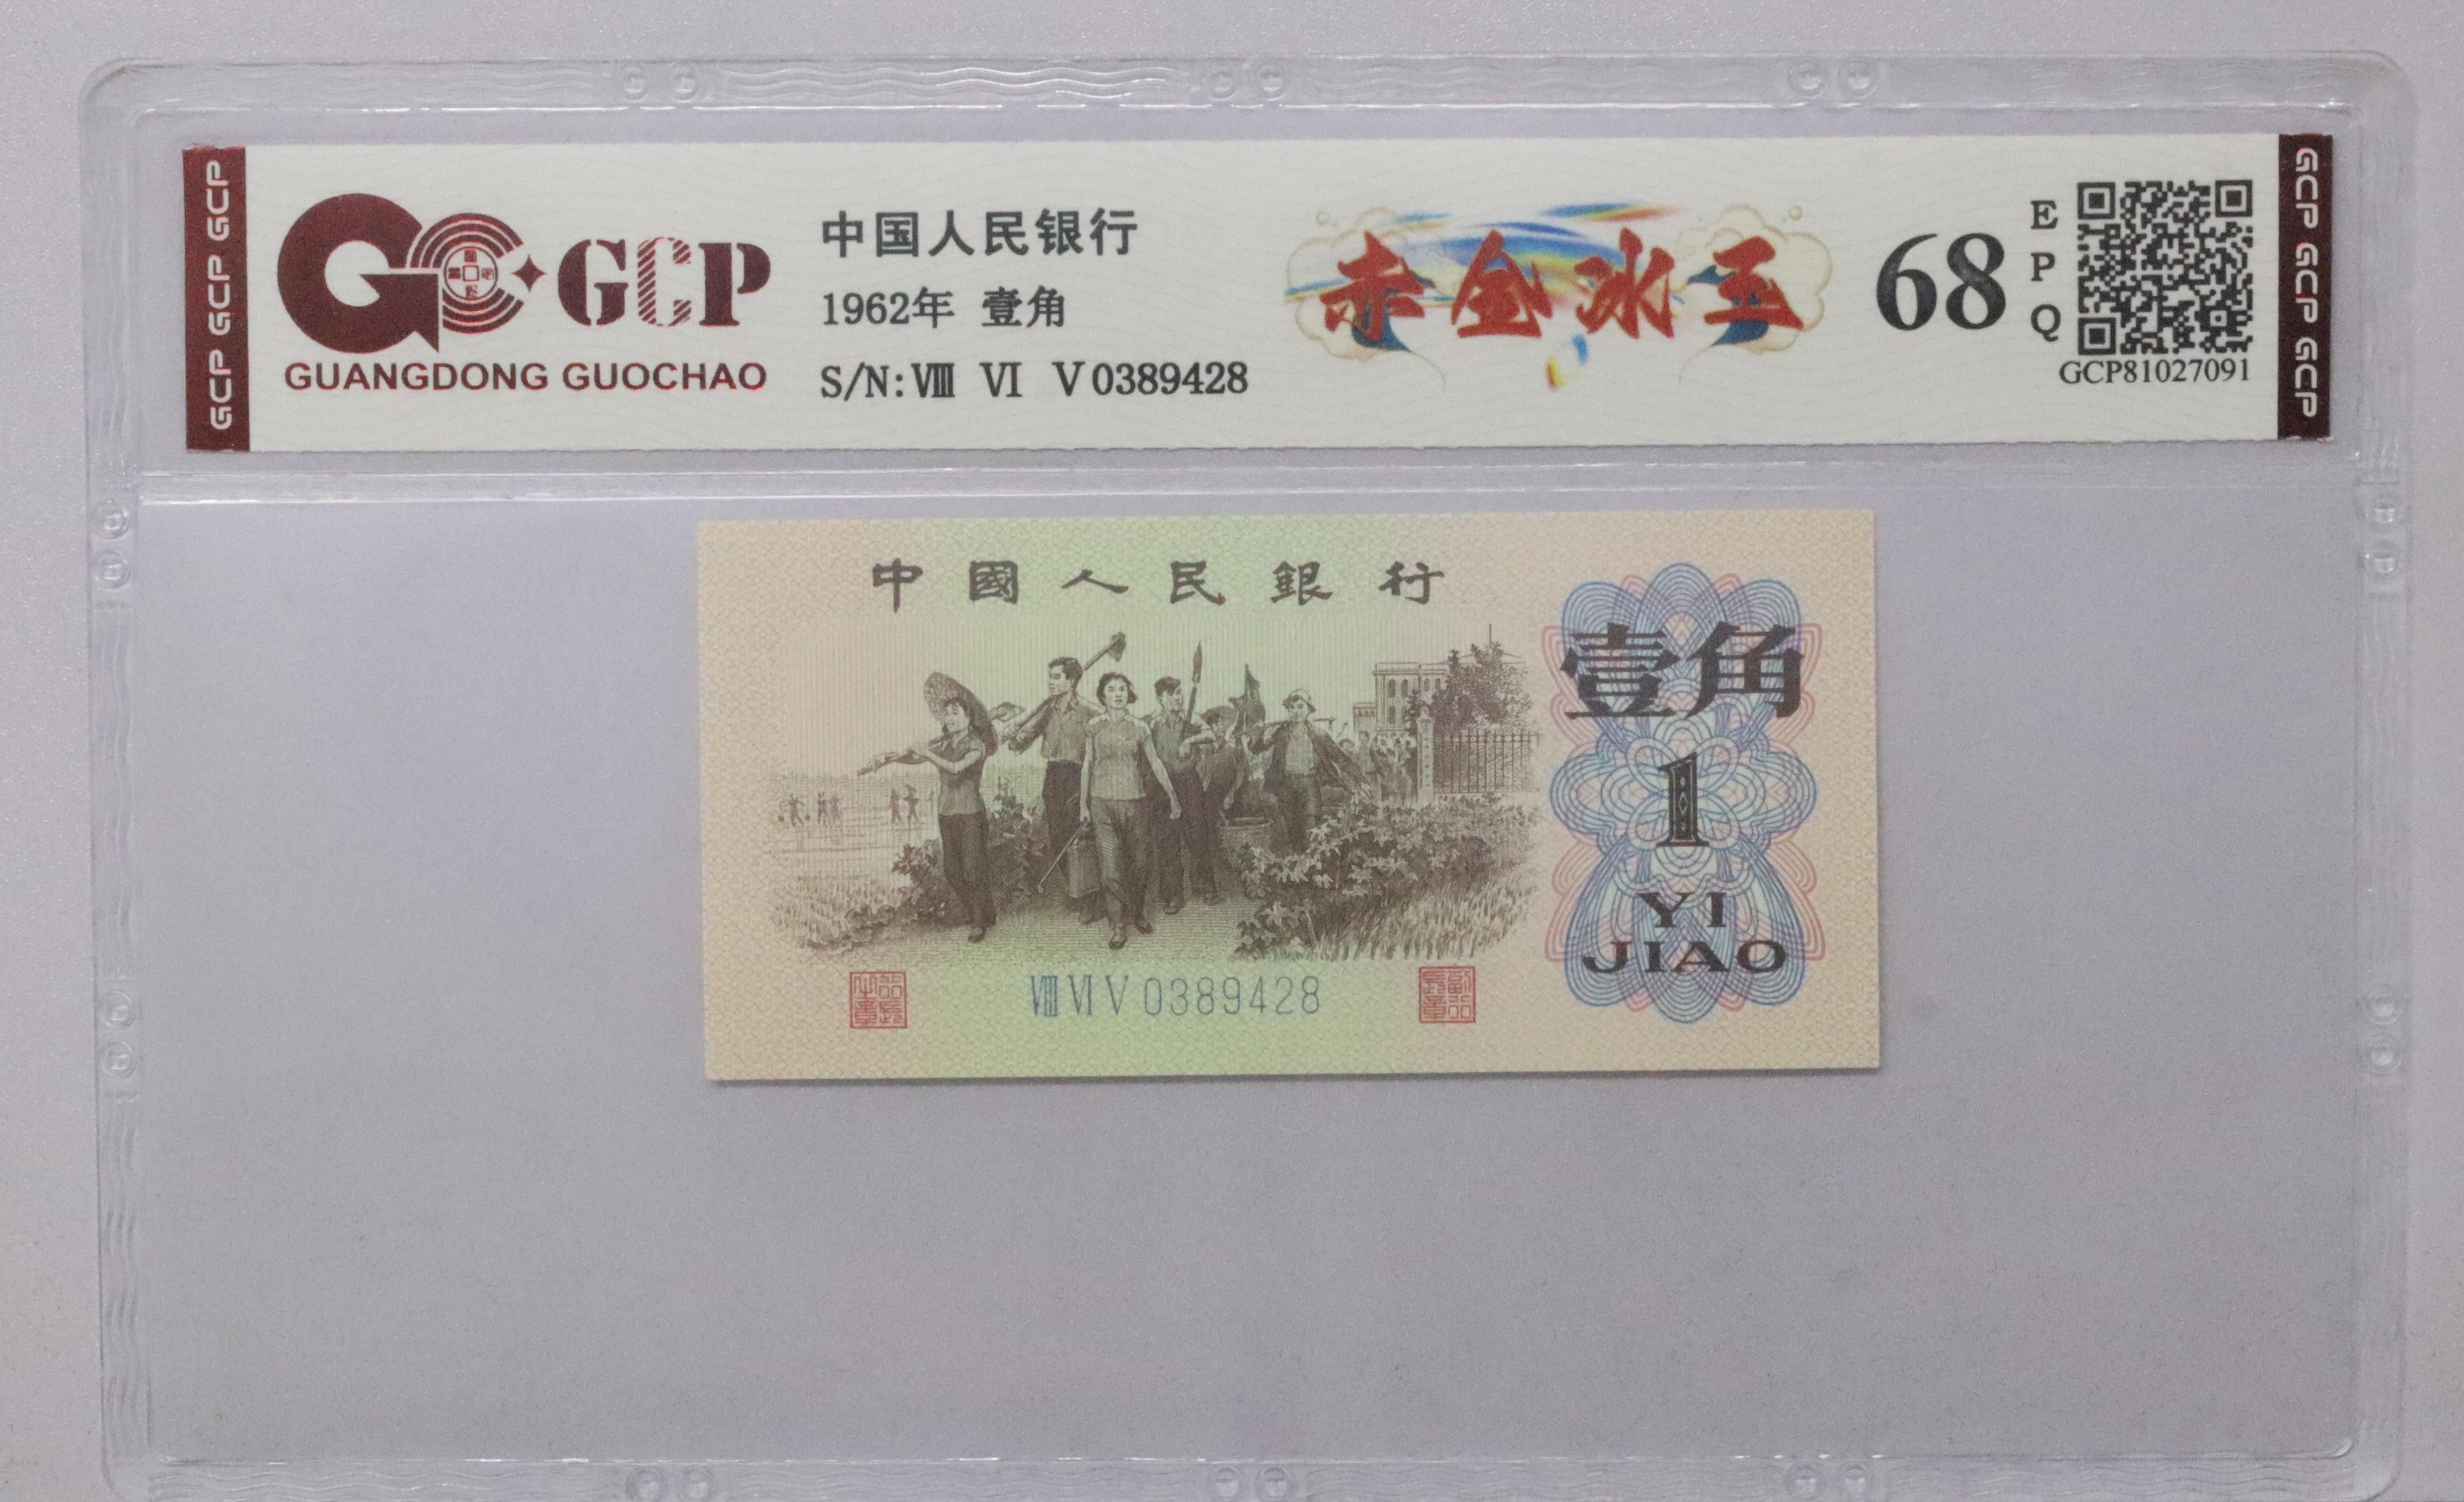 GCP GCP GCP
GCP
GUANGDONG GUOCHAO
中国人民银行
1962年 壹角
S/N:Ⅷ Ⅵ Ⅴ0389428
赤金冰王
68
EPQ
GCP81027091
GCP GCP GCP
中國人民銀行
壹角
1
YI
JIAO
ⅧⅥⅤ0389428